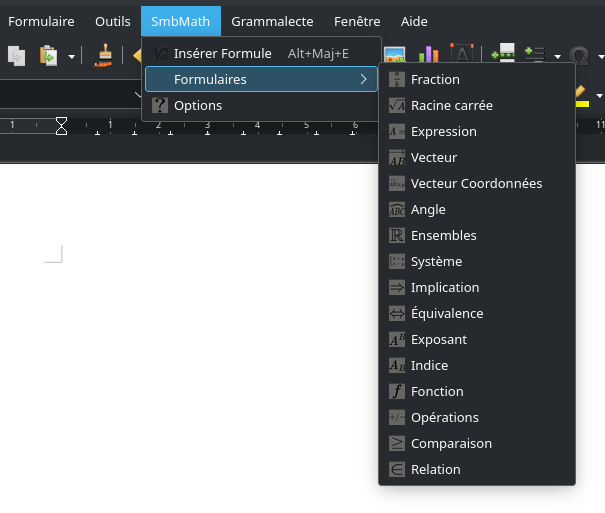 Formulaire Outils SmbMath Grammalecte Fenêtre Aide
Insérer Formule Alt+Maj+E
Formulaires
Options
1 1 2 3 4 5 6 11
Fraction
Racine carrée
Expression
Vecteur
Vecteur Coordonnées
Angle
Ensembles
Système
Implication
Équivalence
Exposant
Indice
Fonction
Opérations
Comparaison
Relation